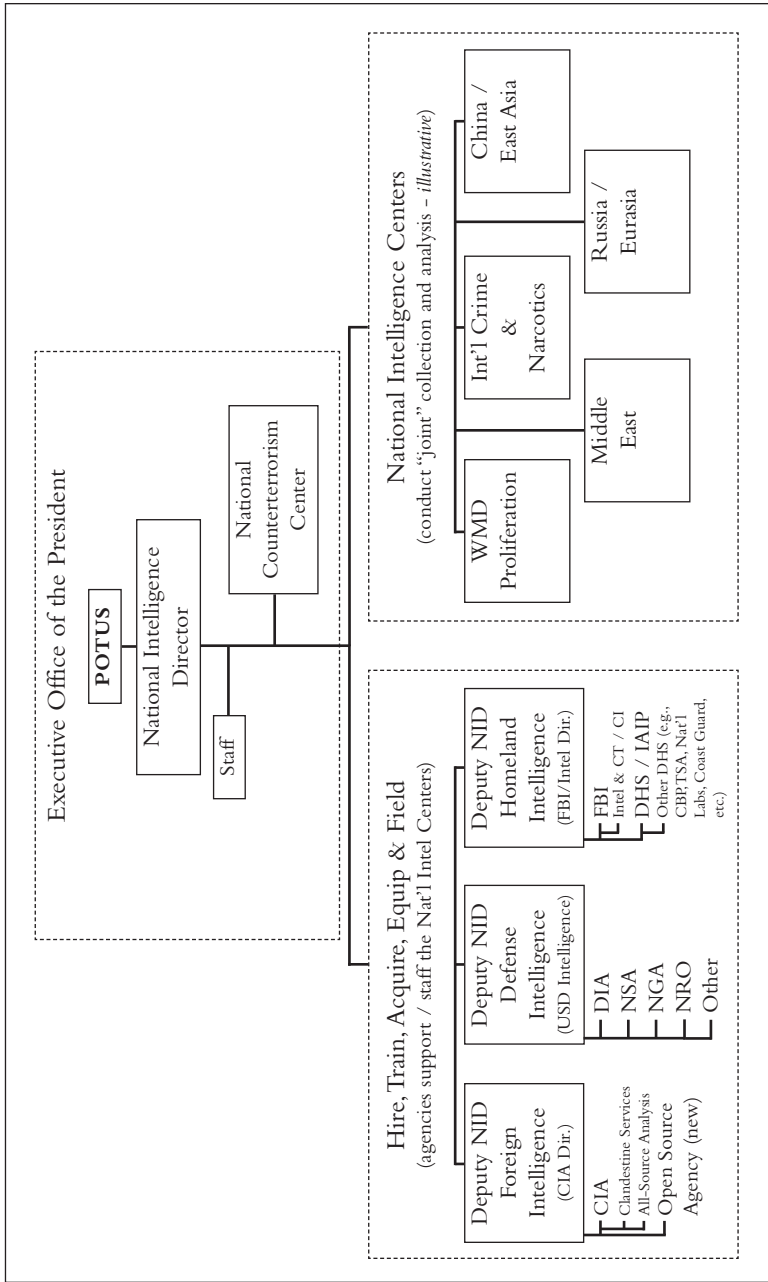 Executive Office of the President
POTUS
National Intelligence
Director
Staff
National
Counterterrorism
Center
Hire, Train, Acquire, Equip & Field
(agencies support / staff the Nat'l Intel Centers)
Deputy NID
Foreign
Intelligence
(CIA Dir.)
CIA
Clandestine Services
All-Source Analysis
Open Source
Agency (new)
Deputy NID
Defense
Intelligence
(USD Intelligence)
DIA
NSA
NGA
NRO
Other
Deputy NID
Homeland
Intelligence
(FBI/Intel Dir.)
FBI
Intel & CT / CI
DHS / IAIP
Other DHS (e.g.,
CBP,TSA, Nat'l
Labs, Coast Guard,
etc.)
National Intelligence Centers
(conduct “joint” collection and analysis – illustrative)
WMD
Proliferation
Int'l Crime
&
Narcotics
China /
East Asia
Middle
East
Russia /
Eurasia